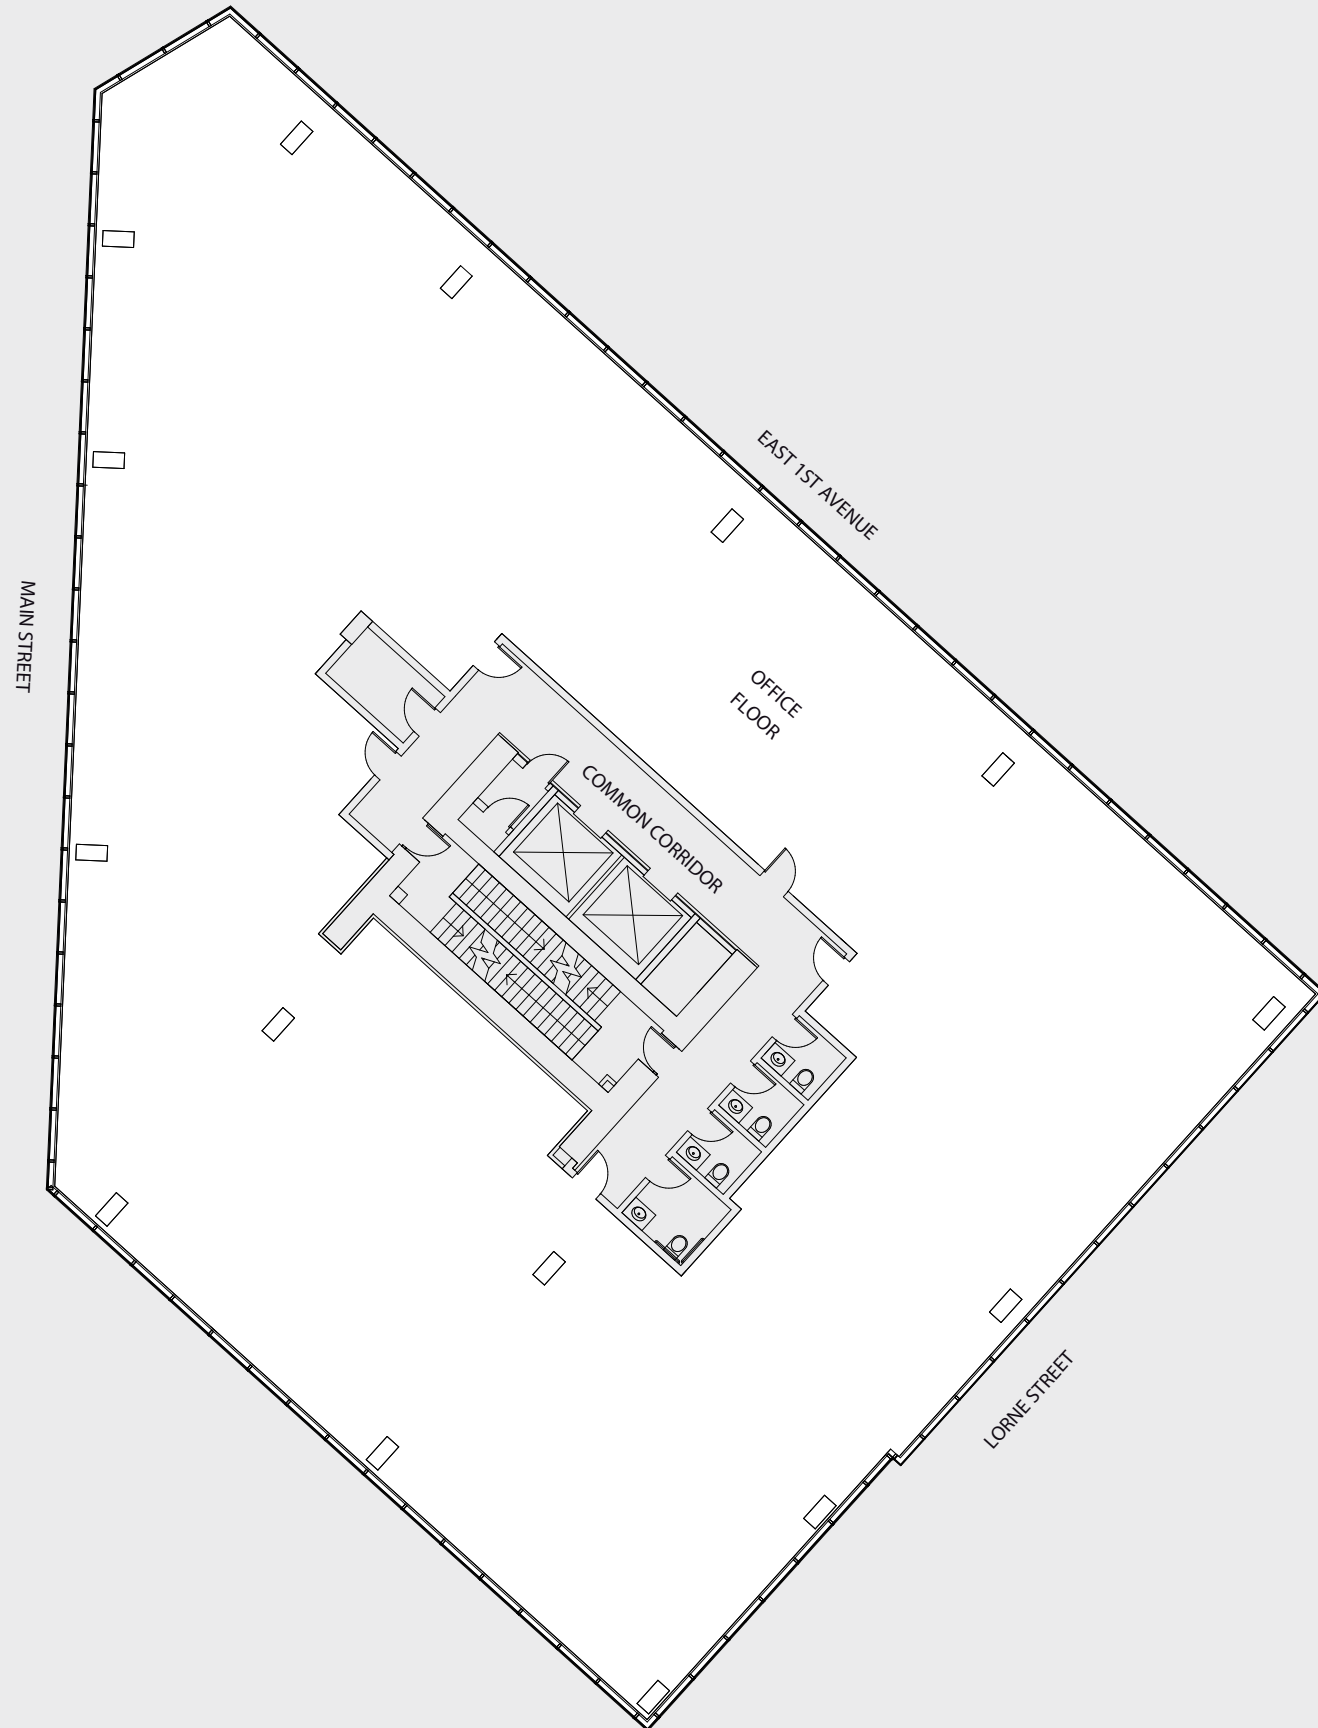 EAST 1ST AVENUE
MAIN STREET
OFFICE
FLOOR
COMMON CORRIDOR
LORNE STREET